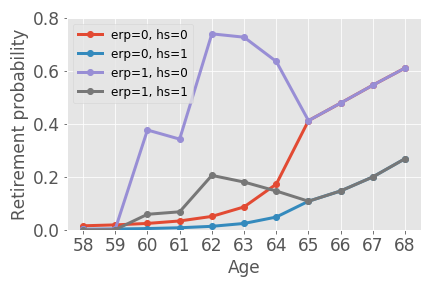 erp=0, hs=0
erp=0, hs=1
erp=1, hs=0
erp=1, hs=1
Retirement probability
0.8
0.6
0.4
0.2
0.0
58 59 60 61 62 63 64 65 66 67 68
Age